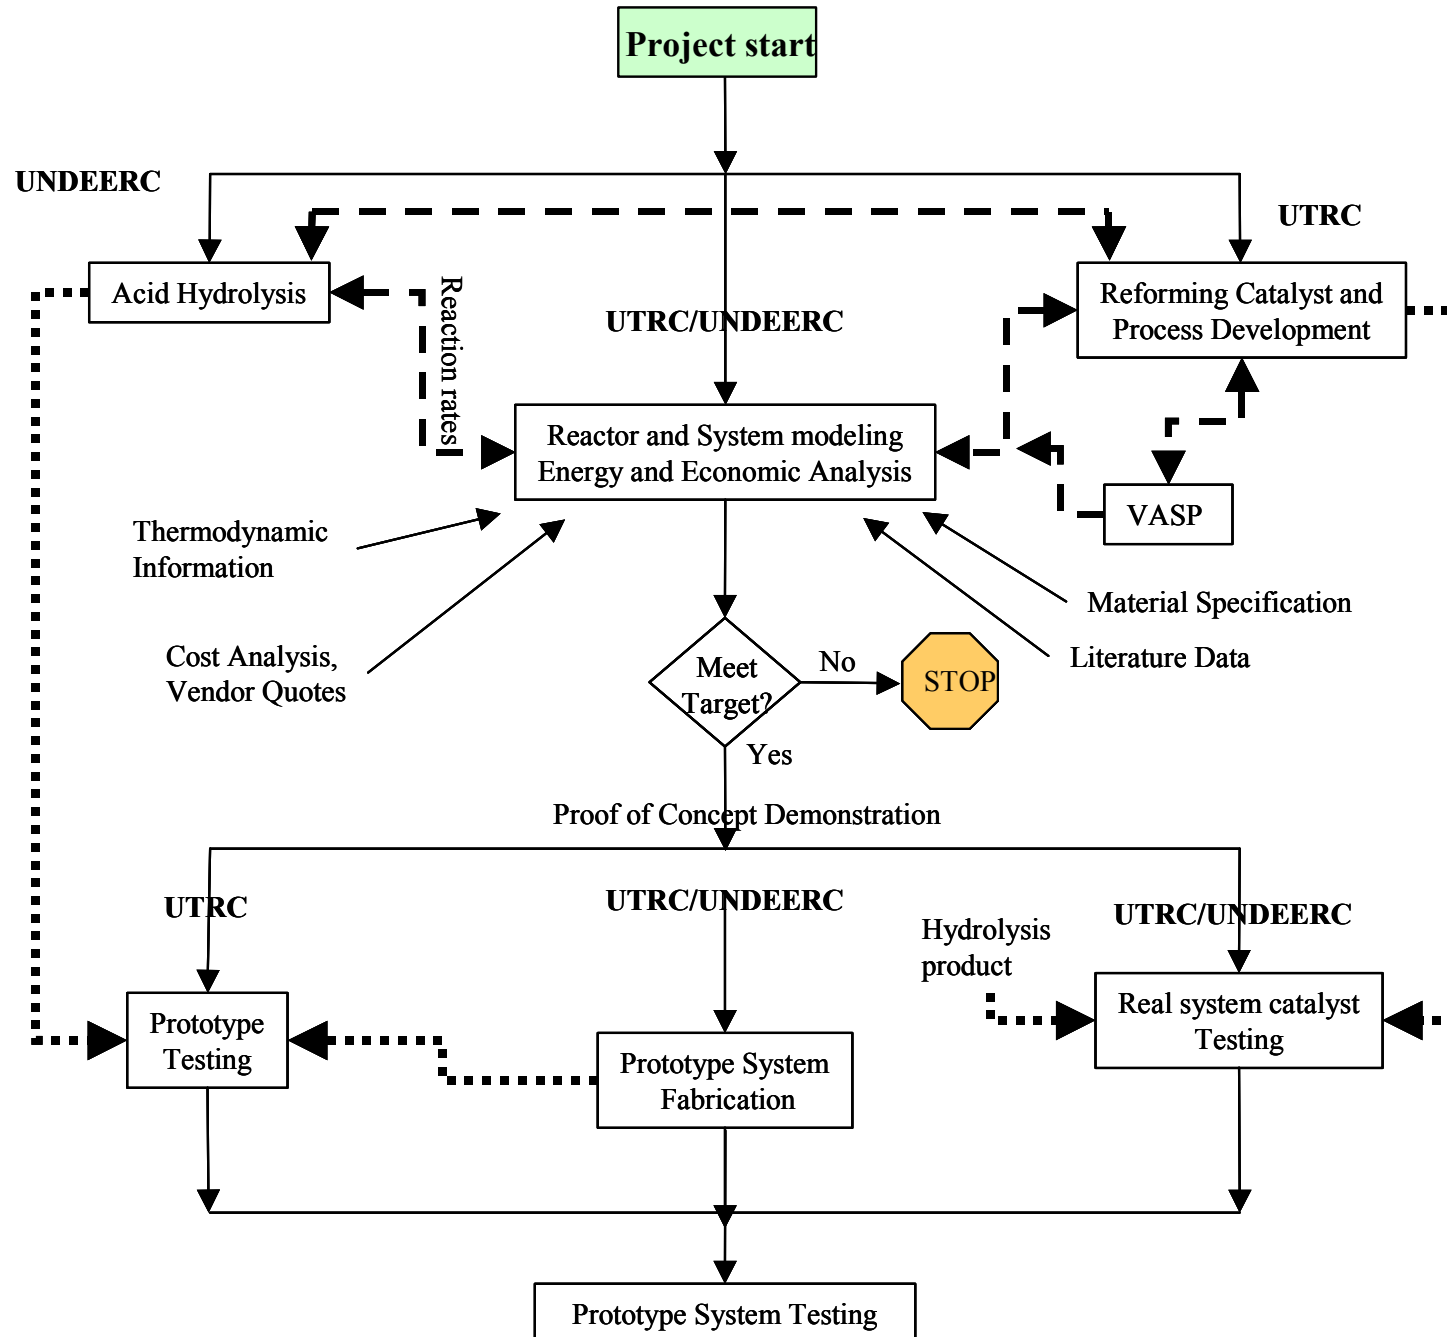 Project start
UNDEERC
UTRC
Acid Hydrolysis
Reaction rates
UTRC/UNDEERC
Reforming Catalyst and
Process Development
Reactor and System modeling
Energy and Economic Analysis
VASP
Thermodynamic
Information
Material Specification
Cost Analysis,
Vendor Quotes
Literature Data
Meet
Target?
No
STOP
Yes
Proof of Concept Demonstration
UTRC
UTRC/UNDEERC
UTRC/UNDEERC
Hydrolysis
product
Prototype
Testing
Prototype System
Fabrication
Real system catalyst
Testing
Prototype System Testing